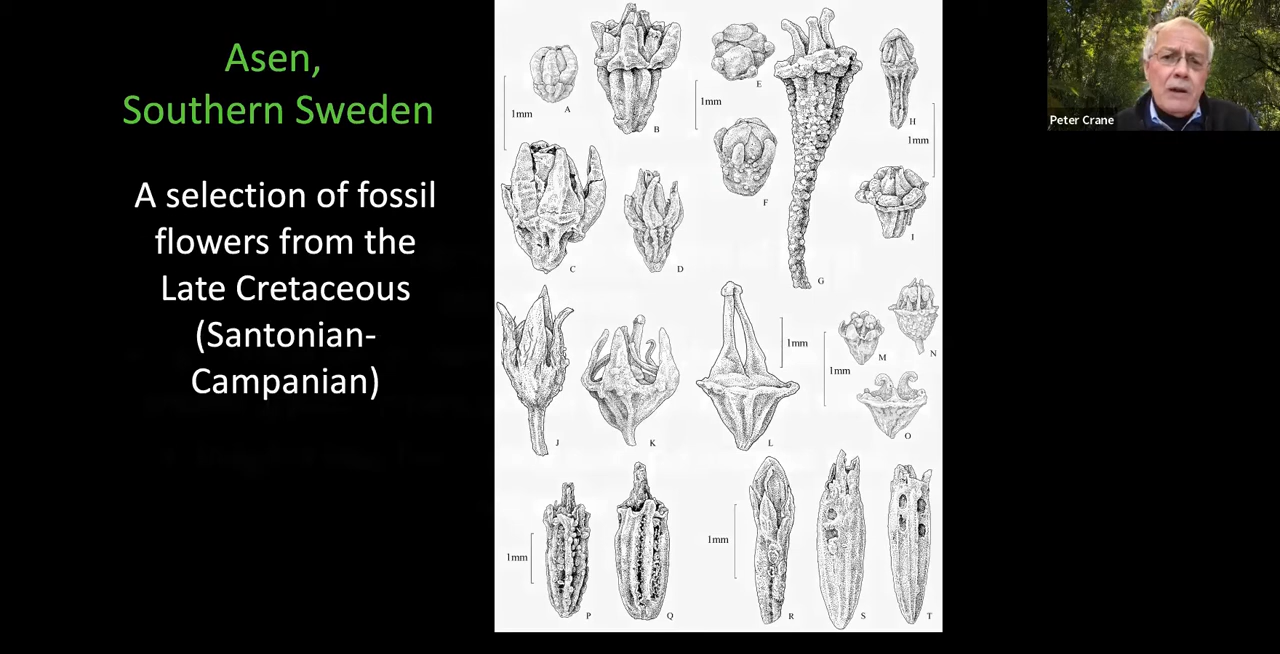 Asen,
Southern Sweden
A selection of fossil
flowers from the
Late Cretaceous
(Santonian-
Campanian)
A
1mm
B
C
D
E
1mm
F
G
H
1mm
I
J
K
L
1mm
M
1mm
N
O
P
1mm
Q
R
1mm
S
T
Peter Crane